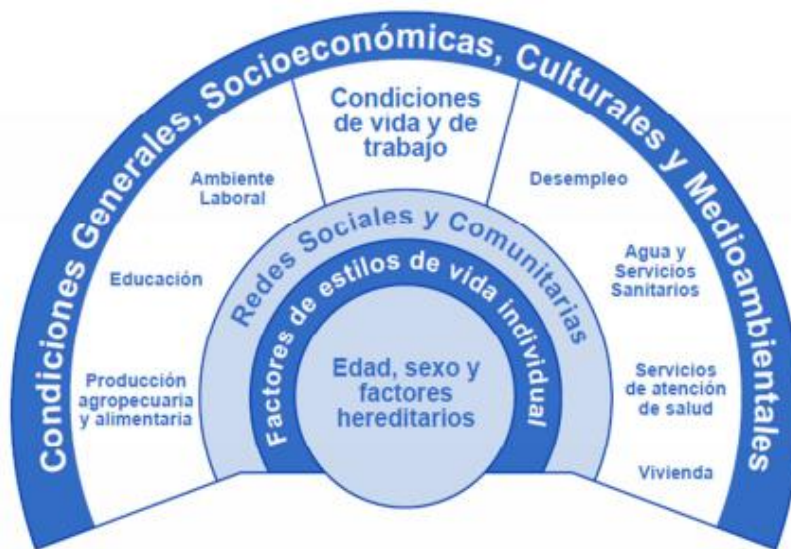 Condiciones Generales, Socioeconómicas, Culturales y Medioambientales
Condiciones
de vida y de
trabajo
Ambiente
Laboral
Desempleo
Redes Sociales y Comunitarias
Educación
Agua y
Servicios
Sanitarios
Factores de estilos de vida individual
Producción
agropecuaria
y alimentaria
Edad, sexo y
factores
hereditarios
Servicios
de atención
de salud
Vivienda